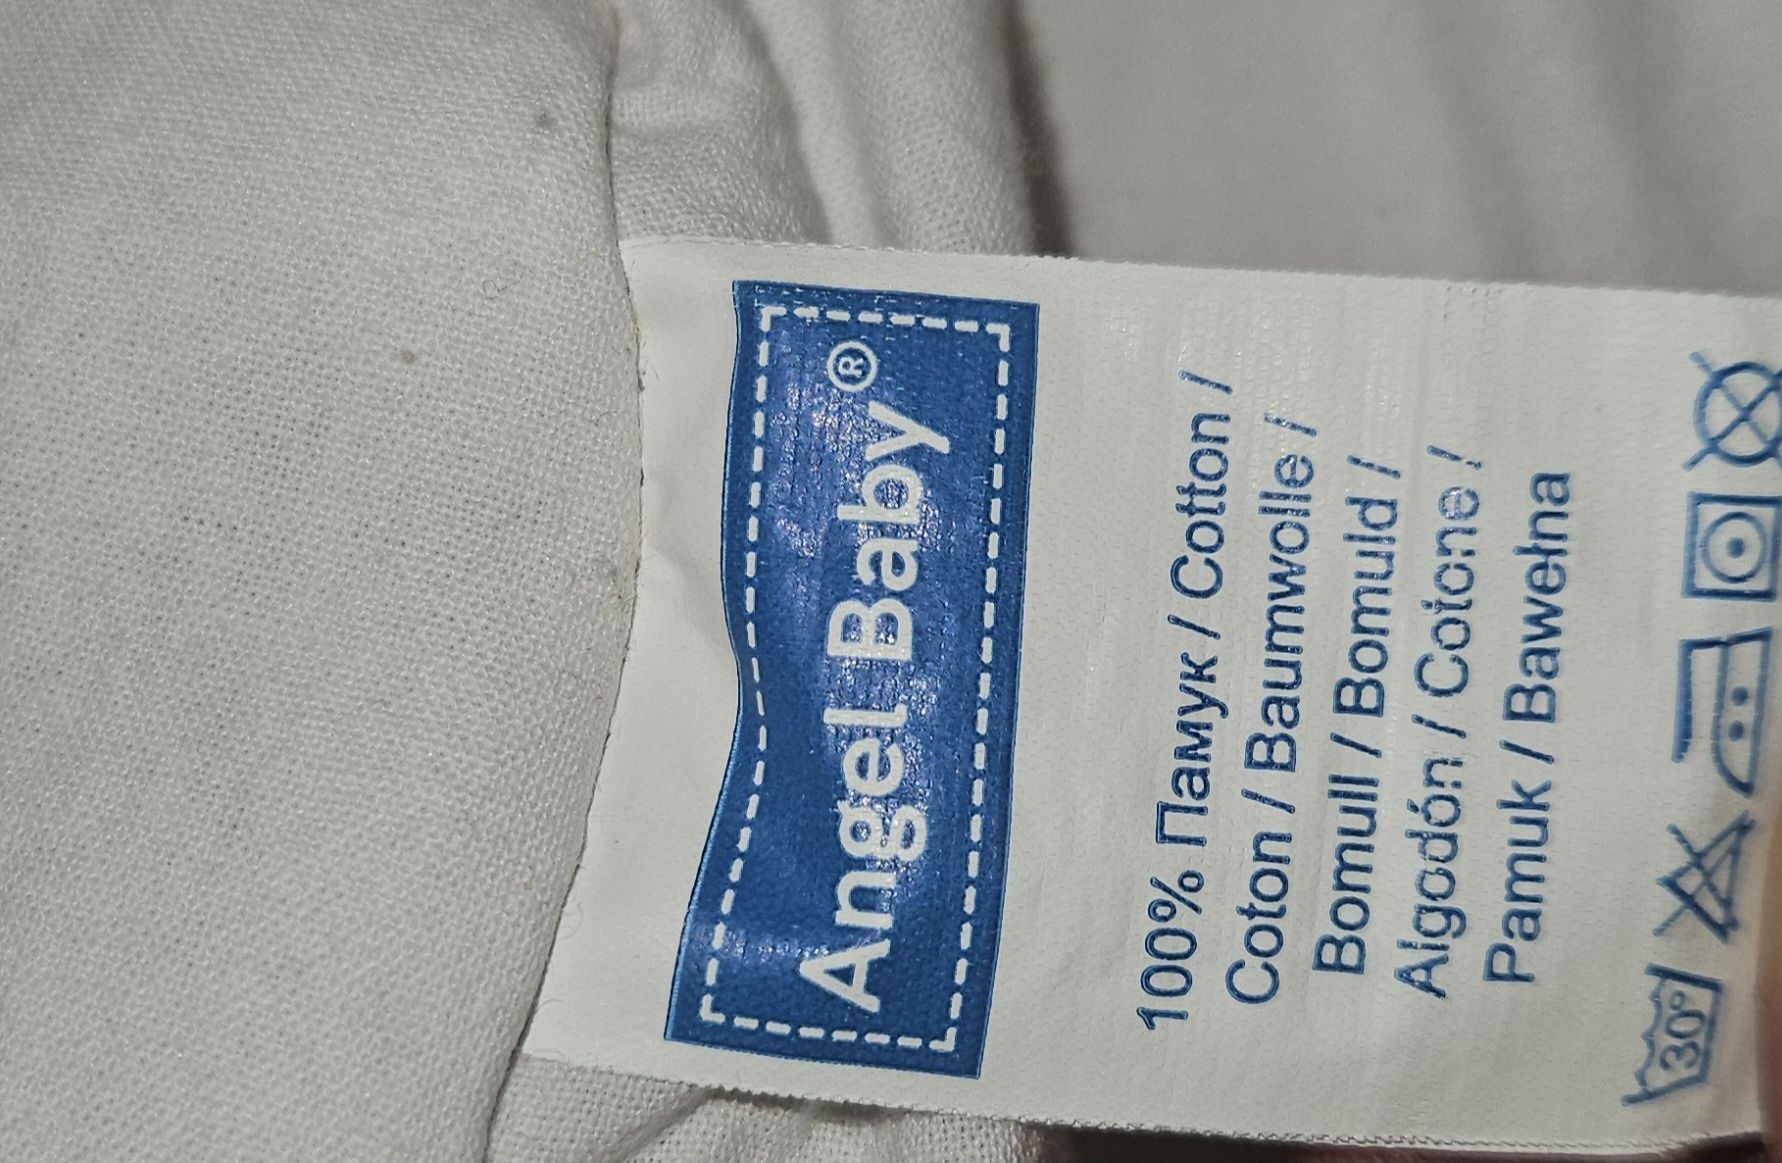 Angel Baby®
100% Памук / Cotton /
Coton / Baumwolle /
Bomull / Bomuld /
Algodón / Cotone /
Pamuk / Bawełna
30°